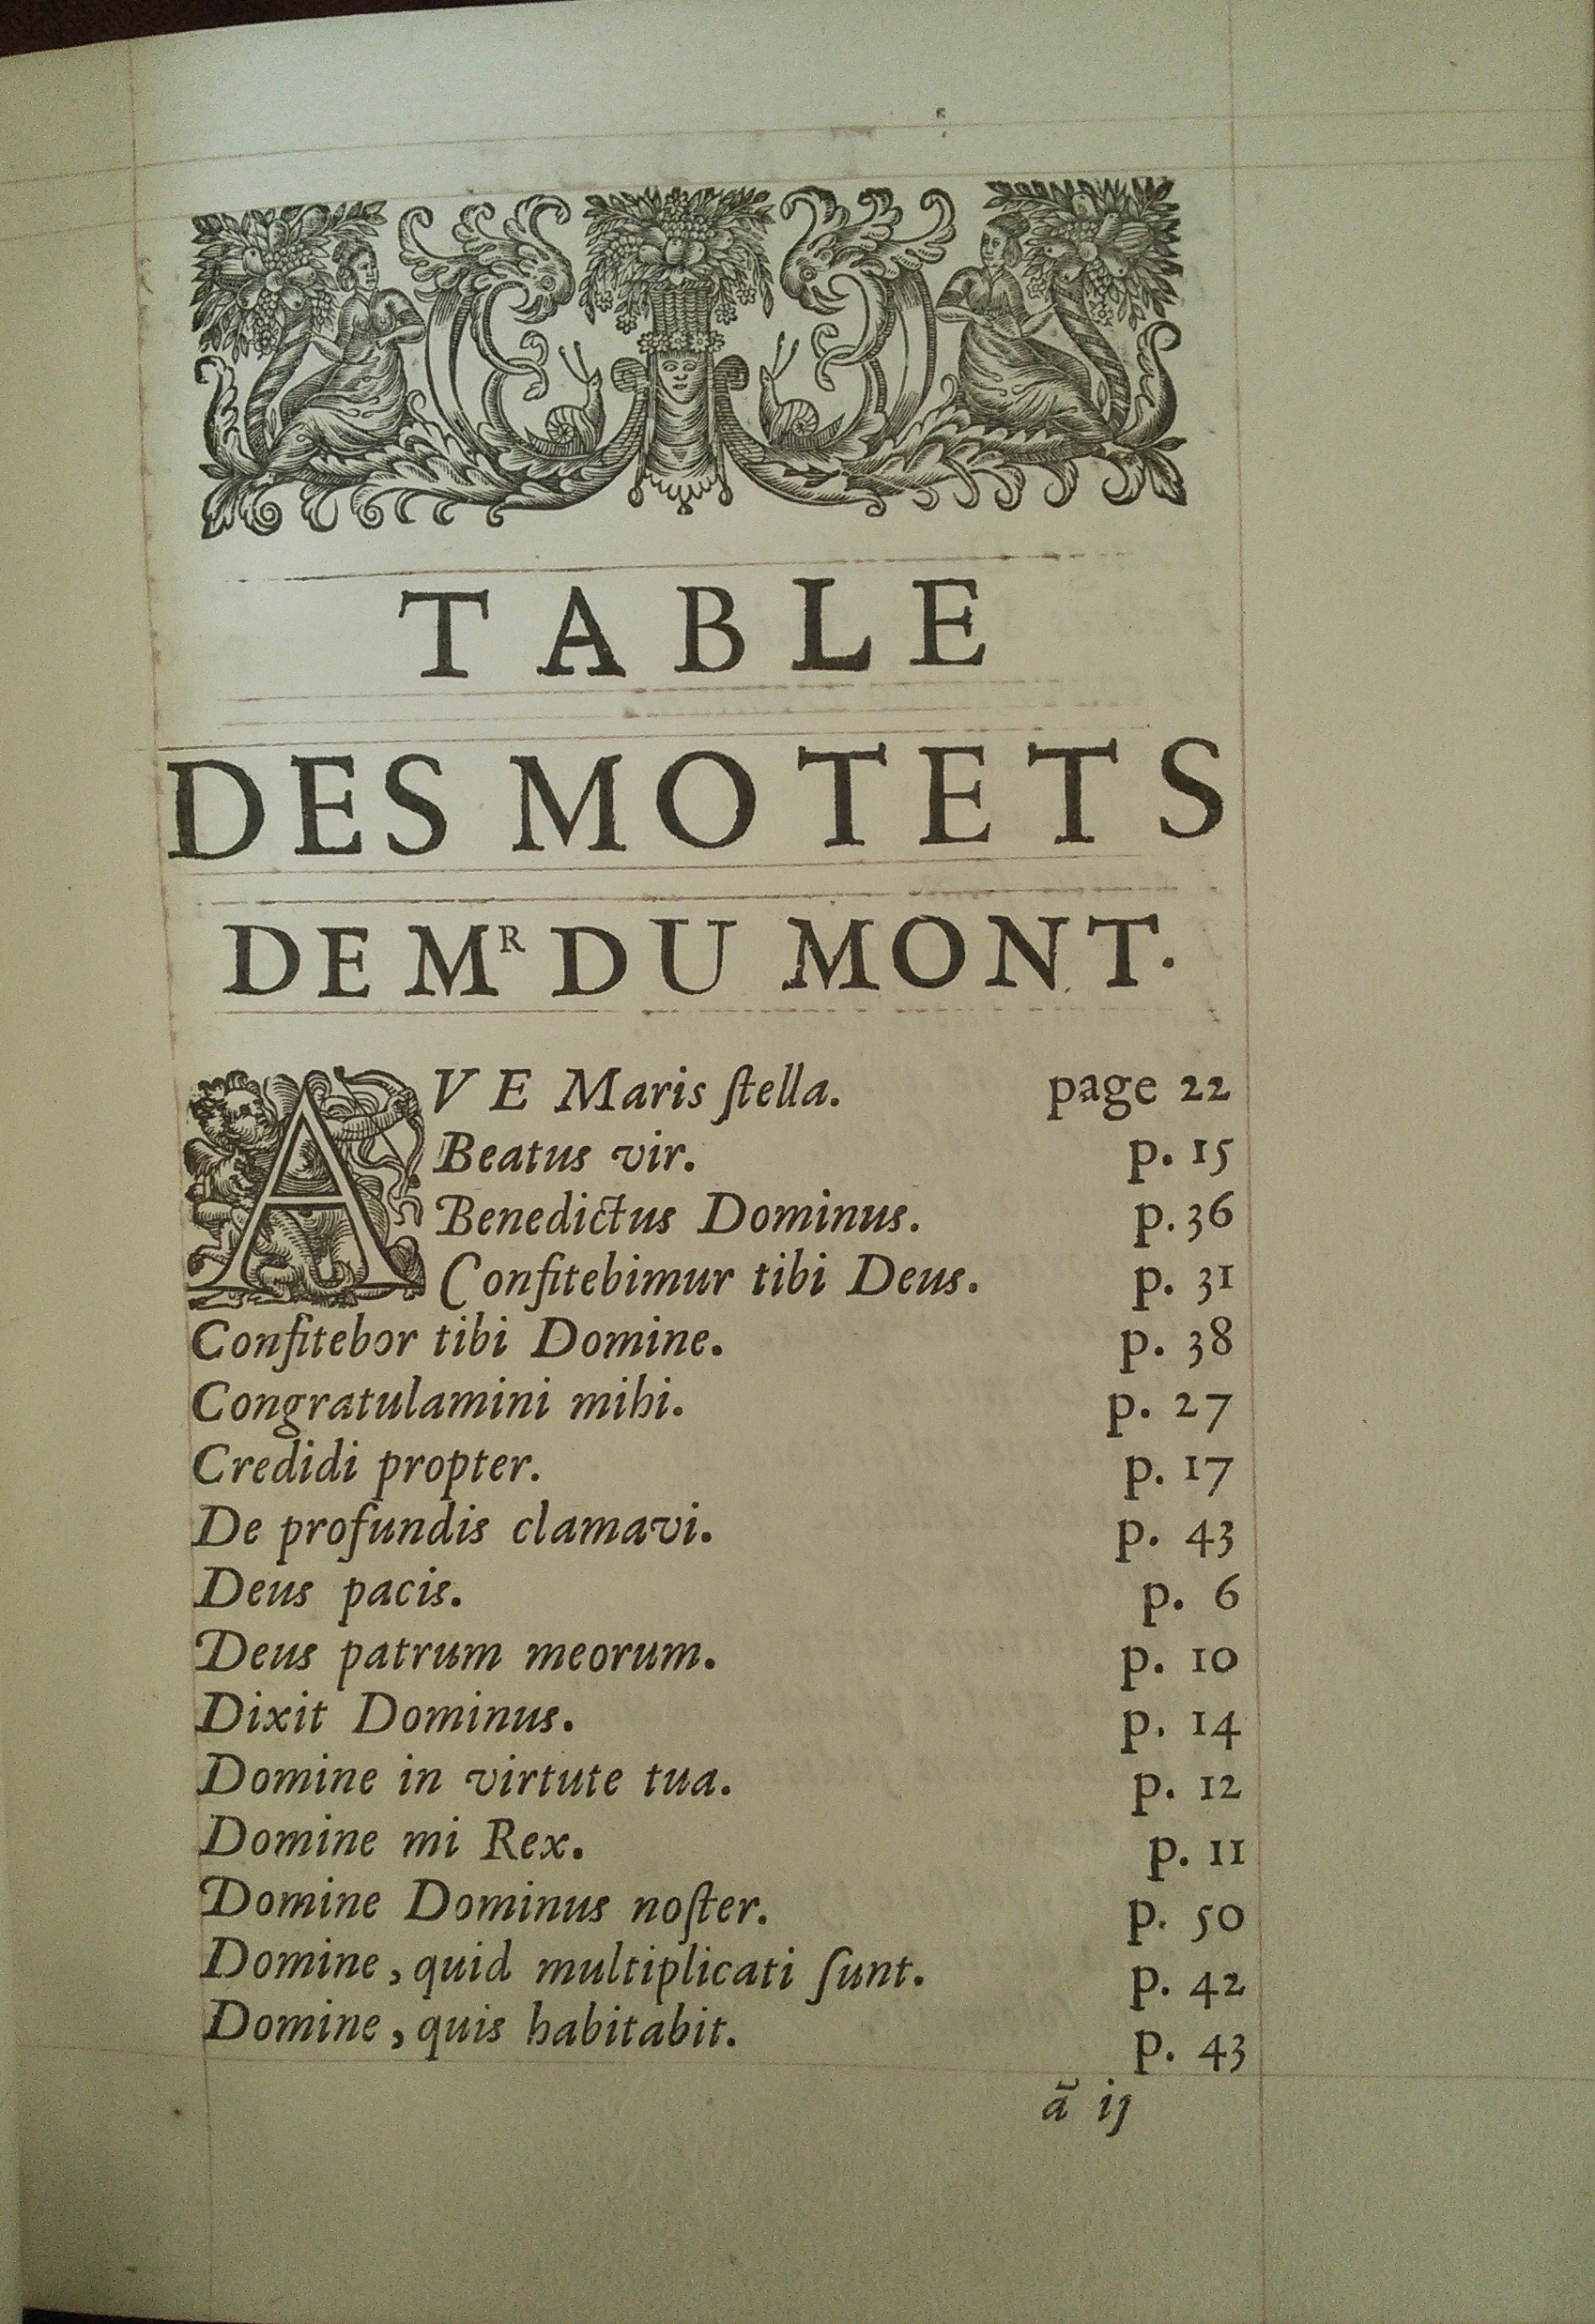 TABLE
DES MOTETS
DE MR DU MONT.
AVE Maris ſtella. page 22
Beatus vir. p. 15
Benedictus Dominus. p. 36
Confitebimur tibi Deus. p. 31
Confitebor tibi Domine. p. 38
Congratulamini mihi. p. 27
Credidi propter. p. 17
De profundis clamavi. p. 43
Deus pacis. p. 6
Deus patrum meorum. p. 10
Dixit Dominus. p. 14
Domine in virtute tua. p. 12
Domine mi Rex. p. 11
Domine Dominus noſter. p. 50
Domine, quid multiplicati ſunt. p. 42
Domine, quis habitabit. p. 43
ã ij